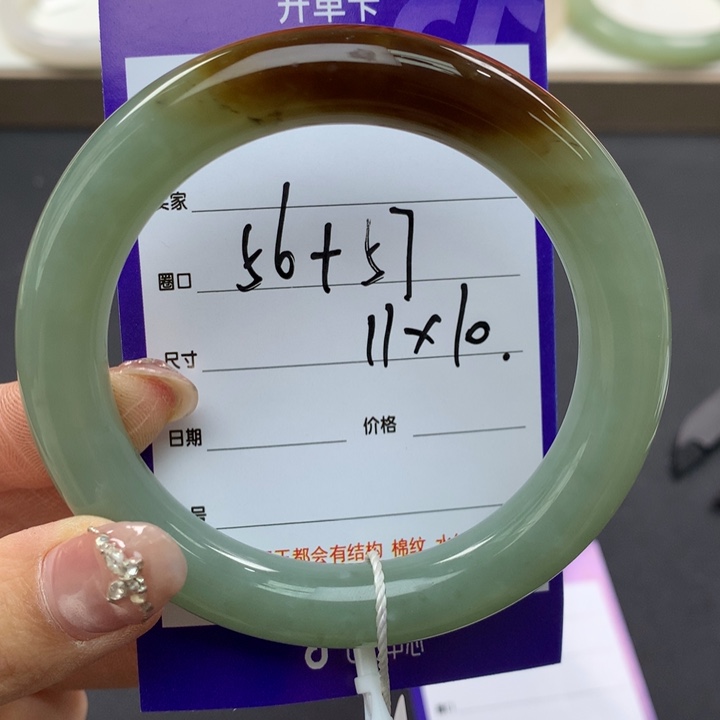 开单卡
卖家
圈口 56+57
尺寸 11×10.
日期 价格
号
都会有结构 棉纹 水
中心